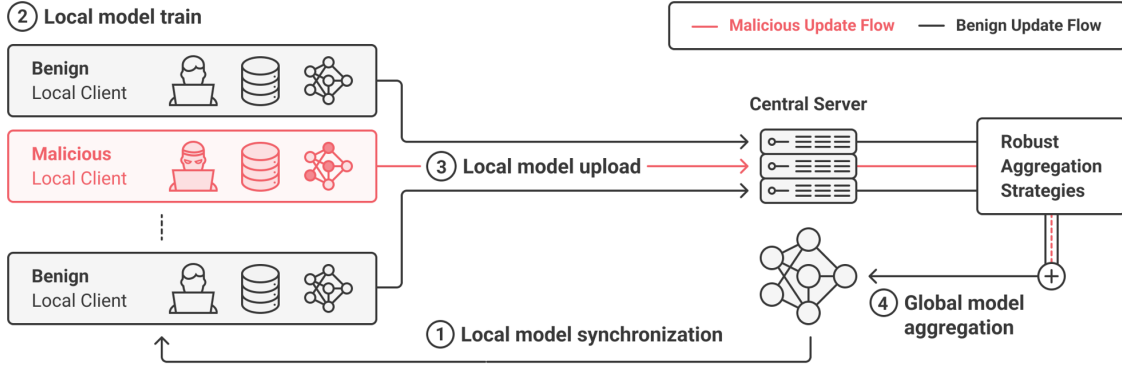 ② Local model train
Malicious Update Flow
Benign Update Flow
Benign
Local Client
Malicious
Local Client
③ Local model upload
Central Server
Robust
Aggregation
Strategies
Benign
Local Client
④ Global model
aggregation
① Local model synchronization